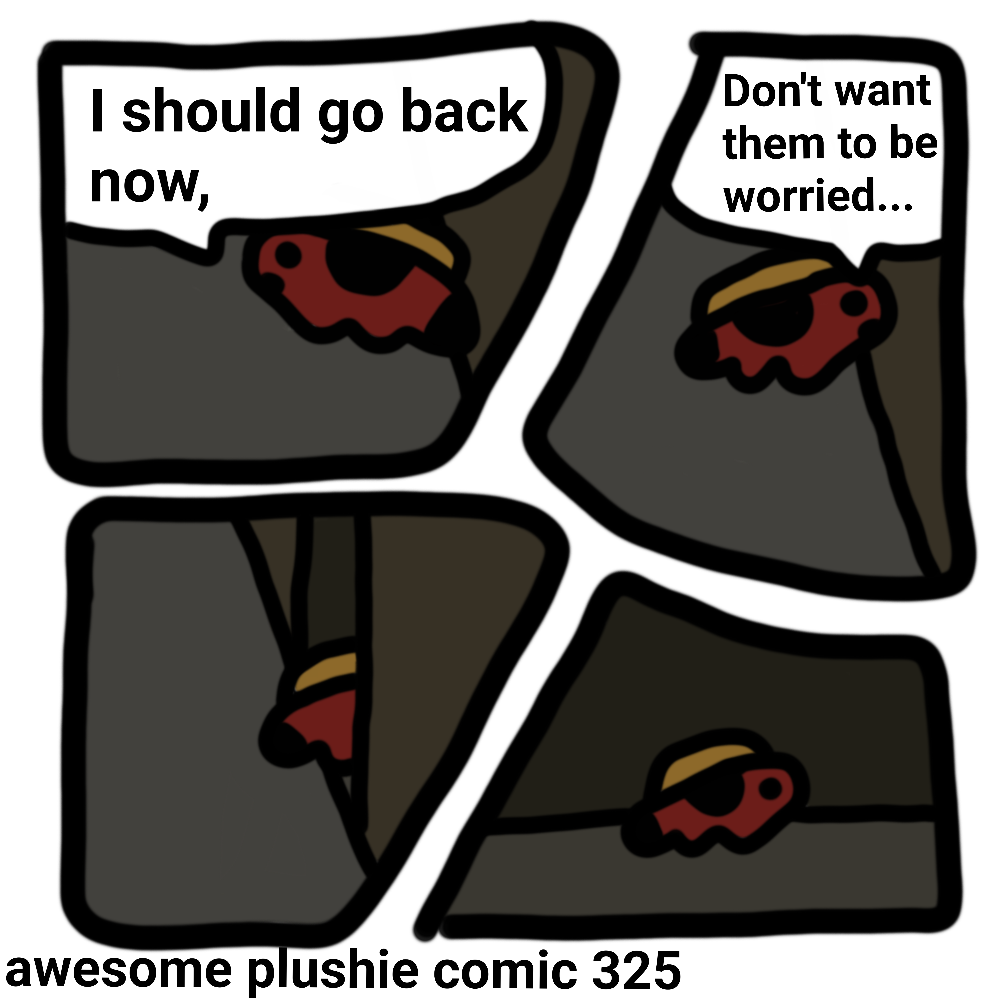 I should go back
now,
Don't want
them to be
worried...
awesome plushie comic 325